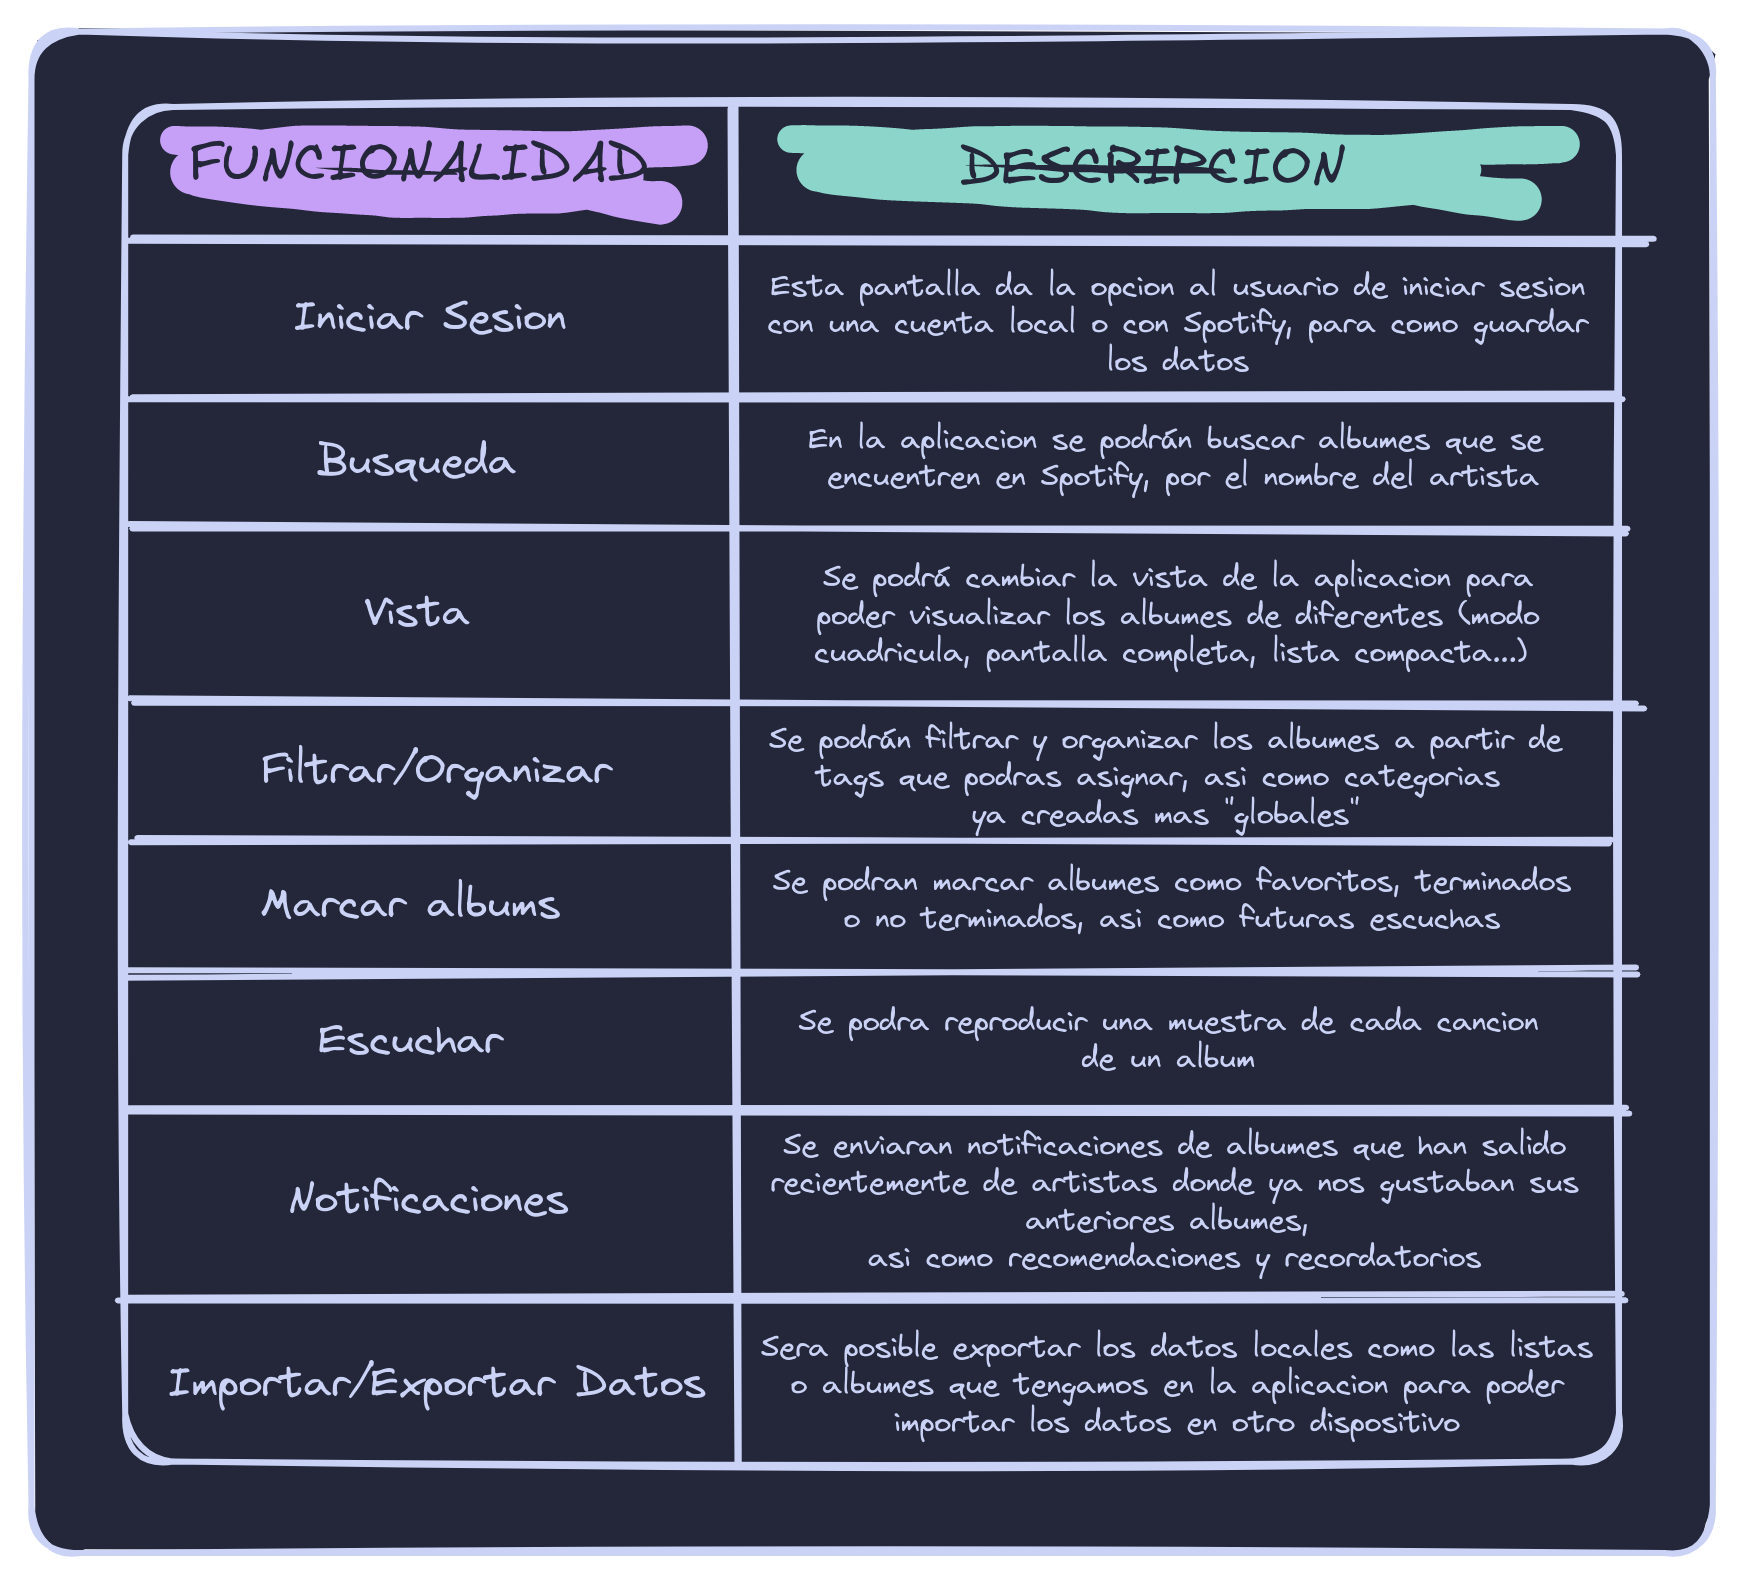 FUNCIONALIDAD
DESCRIPCION
Iniciar Sesion
Esta pantalla da la opcion al usuario de iniciar sesion
con una cuenta local o con Spotify, para como guardar
los datos
Busqueda
En la aplicacion se podrán buscar albumes que se
encuentren en Spotify, por el nombre del artista
Vista
Se podrá cambiar la vista de la aplicacion para
poder visualizar los albumes de diferentes (modo
cuadricula, pantalla completa, lista compacta...)
Filtrar/Organizar
Se podrán filtrar y organizar los albumes a partir de
tags que podras asignar, asi como categorias
ya creadas mas "globales"
Marcar albums
Se podran marcar albumes como favoritos, terminados
o no terminados, asi como futuras escuchas
Escuchar
Se podra reproducir una muestra de cada cancion
de un album
Notificaciones
Se enviaran notificaciones de albumes que han salido
recientemente de artistas donde ya nos gustaban sus
anteriores albumes,
asi como recomendaciones y recordatorios
Importar/Exportar Datos
Sera posible exportar los datos locales como las listas
o albumes que tengamos en la aplicacion para poder
importar los datos en otro dispositivo